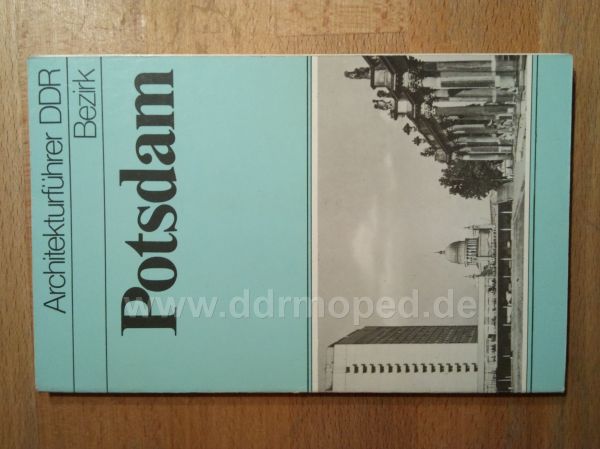 Architekturführer DDR
Bezirk
Potsdam
www.ddrmoped.de